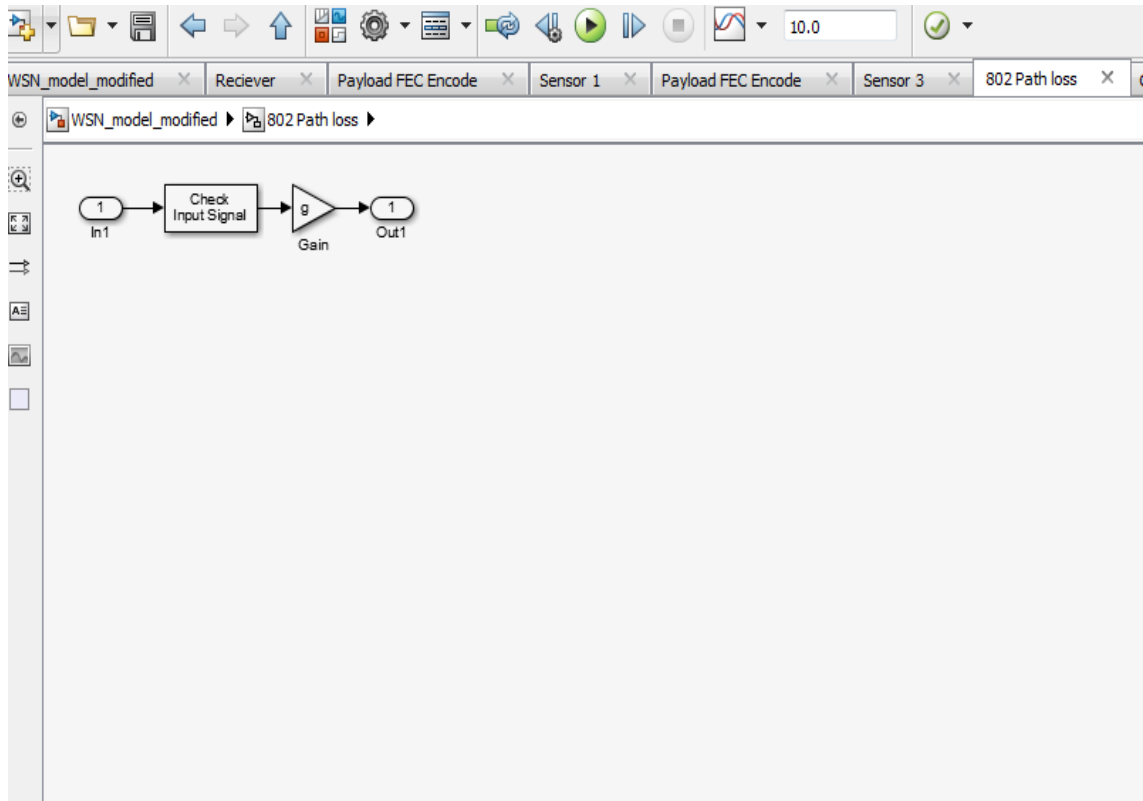 10.0
WSN_model_modified Reciever Payload FEC Encode Sensor 1 Payload FEC Encode Sensor 3 802 Path loss
WSN_model_modified 802 Path loss
1 Check Input Signal g 1
In1 Gain Out1